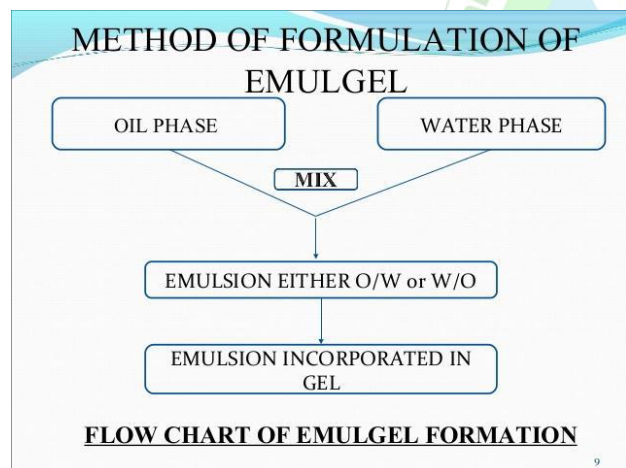 METHOD OF FORMULATION OF
EMULGEL
OIL PHASE
WATER PHASE
MIX
EMULSION EITHER O/W or W/O
EMULSION INCORPORATED IN
GEL
FLOW CHART OF EMULGEL FORMATION
9